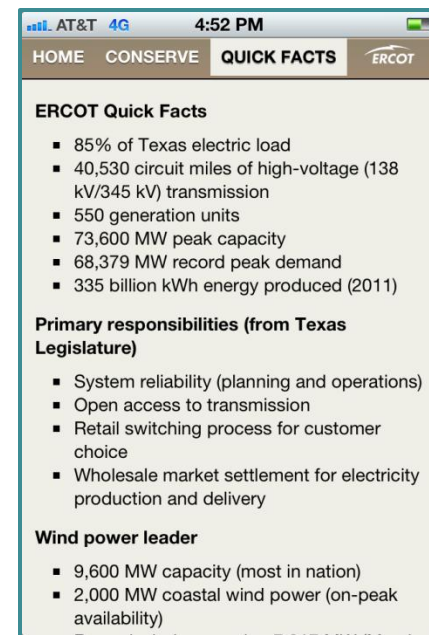 AT&T 4G 4:52 PM
HOME CONSERVE QUICK FACTS ERCOT
ERCOT Quick Facts
▪ 85% of Texas electric load
▪ 40,530 circuit miles of high-voltage (138
kV/345 kV) transmission
▪ 550 generation units
▪ 73,600 MW peak capacity
▪ 68,379 MW record peak demand
▪ 335 billion kWh energy produced (2011)
Primary responsibilities (from Texas
Legislature)
▪ System reliability (planning and operations)
▪ Open access to transmission
▪ Retail switching process for customer
choice
▪ Wholesale market settlement for electricity
production and delivery
Wind power leader
▪ 9,600 MW capacity (most in nation)
▪ 2,000 MW coastal wind power (on-peak
availability)